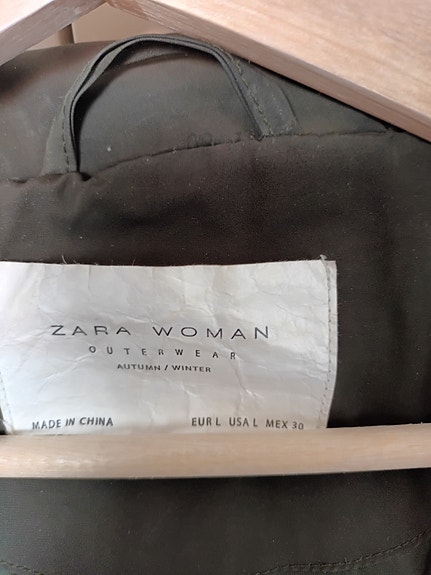 ZARA WOMAN
OUTERWEAR
AUTUMN / WINTER
MADE IN CHINA EUR L USA L MEX 30